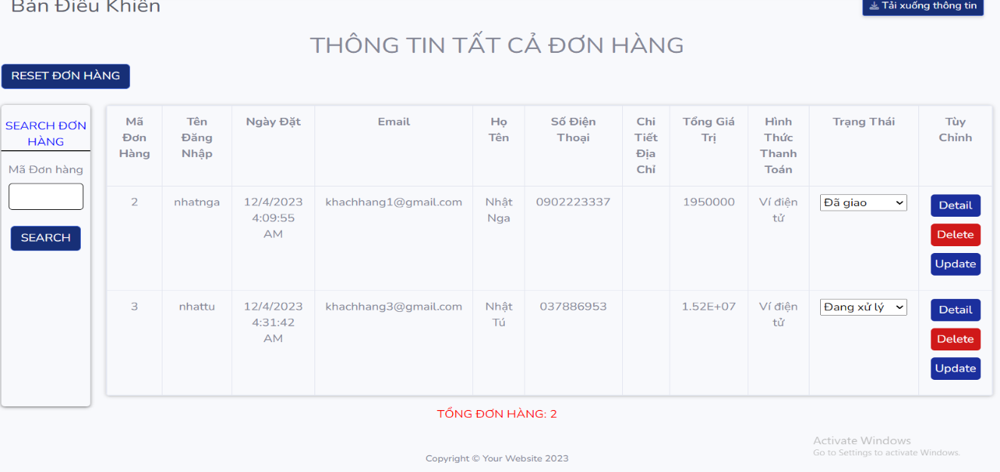 Bản Điều Khiển
Tải xuống thông tin
THÔNG TIN TẤT CẢ ĐƠN HÀNG
RESET ĐƠN HÀNG
SEARCH ĐƠN
HÀNG
Mã Đơn hàng
SEARCH
Mã Đơn Hàng
Tên Đăng Nhập
Ngày Đặt
Email
Họ Tên
Số Điện Thoại
Chi Tiết Địa Chỉ
Tổng Giá Trị
Hình Thức Thanh Toán
Trạng Thái
Tùy Chỉnh
2
nhatnga
12/4/2023 4:09:55 AM
khachhang1@gmail.com
Nhật Nga
0902223337
1950000
Ví điện tử
Đã giao
Detail
Delete
Update
3
nhattu
12/4/2023 4:31:42 AM
khachhang3@gmail.com
Nhật Tú
037886953
1.52E+07
Ví điện tử
Đang xử lý
Detail
Delete
Update
TỔNG ĐƠN HÀNG: 2
Activate Windows
Go to Settings to activate Windows.
Copyright © Your Website 2023